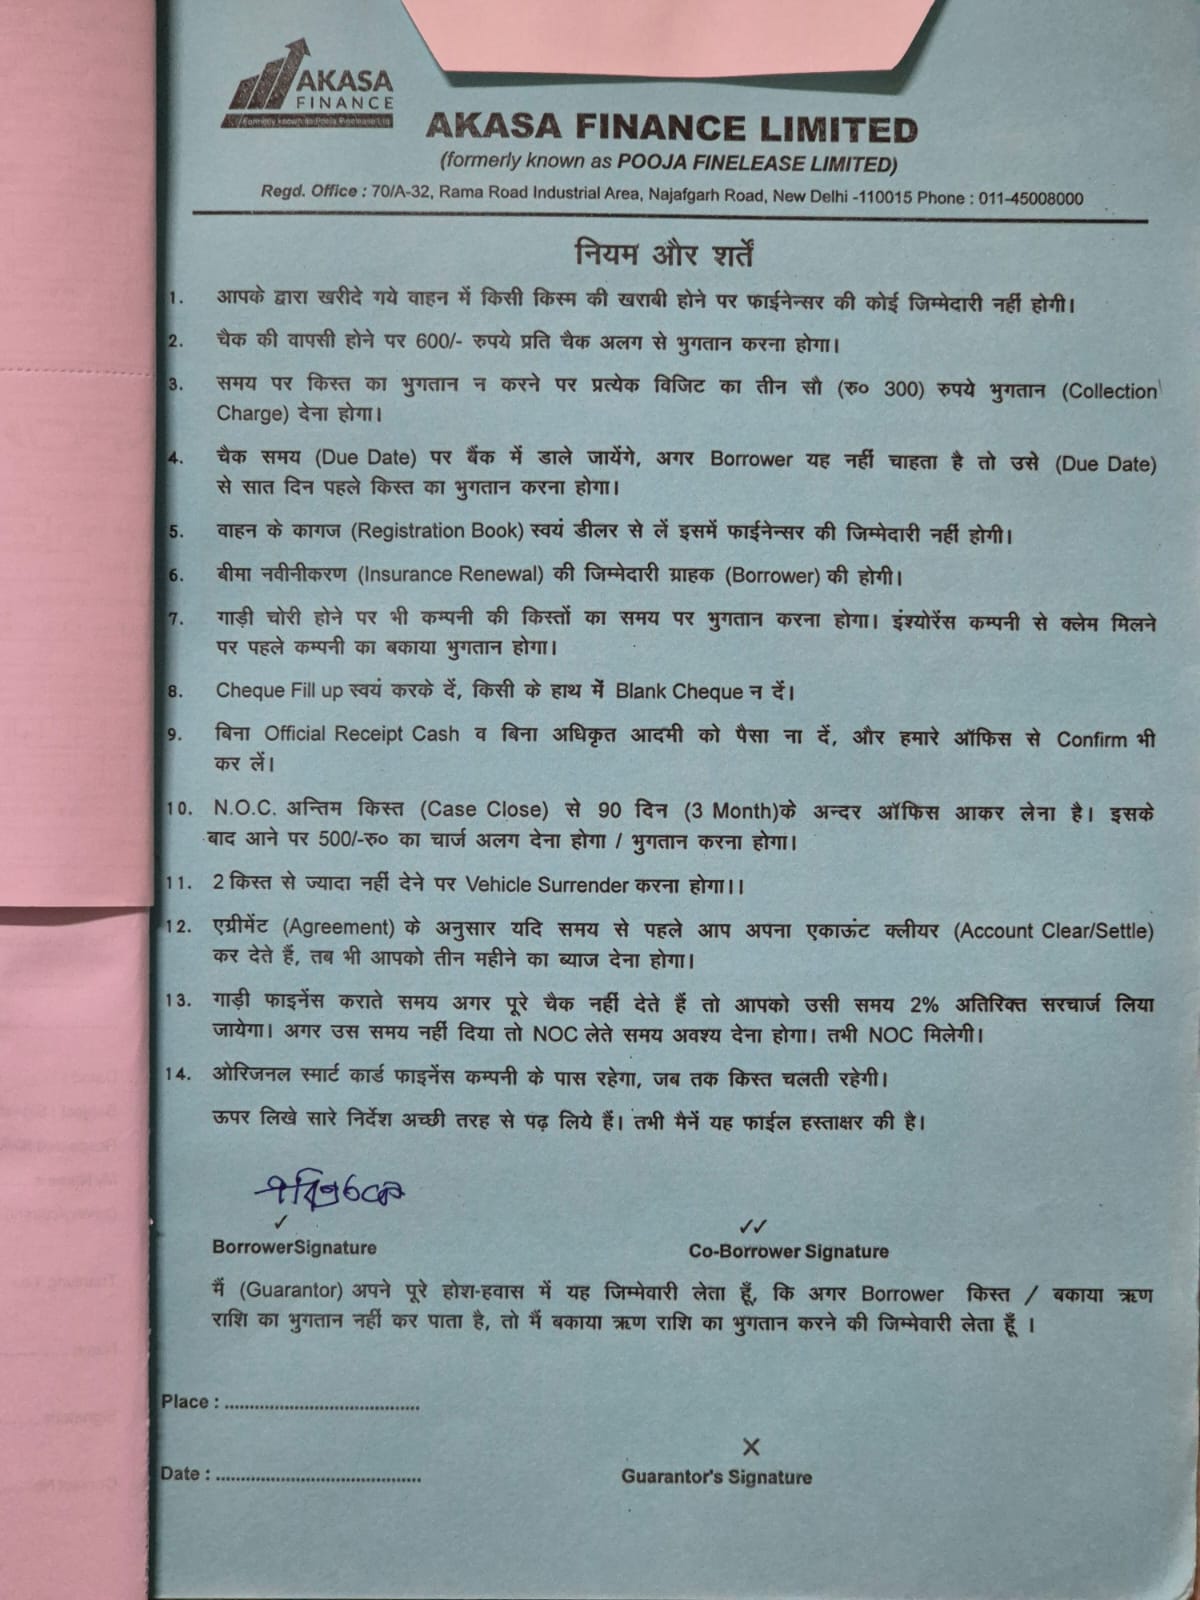 AKASA
FINANCE
(Formerly known as Pooja Finelease Ltd.)
AKASA FINANCE LIMITED
(formerly known as POOJA FINELEASE LIMITED)
Regd. Office : 70/A-32, Rama Road Industrial Area, Najafgarh Road, New Delhi -110015 Phone : 011-45008000
नियम और शर्तें
1. आपके द्वारा खरीदे गये वाहन में किसी किस्म की खराबी होने पर फाईनेन्सर की कोई जिम्मेदारी नहीं होगी।
2. चैक की वापसी होने पर 600/- रुपये प्रति चैक अलग से भुगतान करना होगा।
3. समय पर किस्त का भुगतान न करने पर प्रत्येक विजिट का तीन सौ (रु० 300) रुपये भुगतान (Collection
Charge) देना होगा।
4. चैक समय (Due Date) पर बैंक में डाले जायेंगे, अगर Borrower यह नहीं चाहता है तो उसे (Due Date)
से सात दिन पहले किस्त का भुगतान करना होगा।
5. वाहन के कागज (Registration Book) स्वयं डीलर से लें इसमें फाईनेन्सर की जिम्मेदारी नहीं होगी।
6. बीमा नवीनीकरण (Insurance Renewal) की जिम्मेदारी ग्राहक (Borrower) की होगी।
7. गाड़ी चोरी होने पर भी कम्पनी की किस्तों का समय पर भुगतान करना होगा। इंश्योरेंस कम्पनी से क्लेम मिलने
पर पहले कम्पनी का बकाया भुगतान होगा।
8. Cheque Fill up स्वयं करके दें, किसी के हाथ में Blank Cheque न दें।
9. बिना Official Receipt Cash व बिना अधिकृत आदमी को पैसा ना दें, और हमारे ऑफिस से Confirm भी
कर लें।
10. N.O.C. अन्तिम किस्त (Case Close) से 90 दिन (3 Month)के अन्दर ऑफिस आकर लेना है। इसके
बाद आने पर 500/-रु० का चार्ज अलग देना होगा / भुगतान करना होगा।
11. 2 किस्त से ज्यादा नहीं देने पर Vehicle Surrender करना होगा।।
12. एग्रीमेंट (Agreement) के अनुसार यदि समय से पहले आप अपना एकाऊंट क्लीयर (Account Clear/Settle)
कर देते हैं, तब भी आपको तीन महीने का ब्याज देना होगा।
13. गाड़ी फाइनेंस कराते समय अगर पूरे चैक नहीं देते हैं तो आपको उसी समय 2% अतिरिक्त सरचार्ज लिया
जायेगा। अगर उस समय नहीं दिया तो NOC लेते समय अवश्य देना होगा। तभी NOC मिलेगी।
14. ओरिजनल स्मार्ट कार्ड फाइनेंस कम्पनी के पास रहेगा, जब तक किस्त चलती रहेगी।
ऊपर लिखे सारे निर्देश अच्छी तरह से पढ़ लिये हैं। तभी मैनें यह फाईल हस्ताक्षर की है।
BorrowerSignature
Co-Borrower Signature
मैं (Guarantor) अपने पूरे होश-हवास में यह जिम्मेवारी लेता हूँ, कि अगर Borrower किस्त / बकाया ऋण
राशि का भुगतान नहीं कर पाता है, तो मैं बकाया ऋण राशि का भुगतान करने की जिम्मेवारी लेता हूँ ।
Place : ........................................
Date : ..........................................
Guarantor's Signature